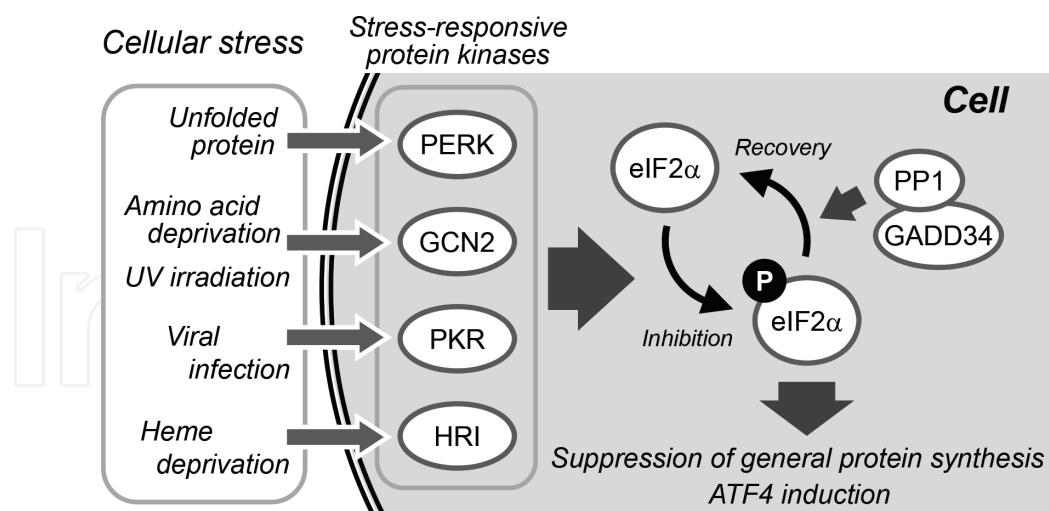 Cellular stress
Unfolded
protein
Amino acid
deprivation
UV irradiation
Viral
infection
Heme
deprivation
Stress-responsive
protein kinases
PERK
GCN2
PKR
HRI
Cell
eIF2α
Recovery
PP1
GADD34
P
eIF2α
Inhibition
Suppression of general protein synthesis
ATF4 induction